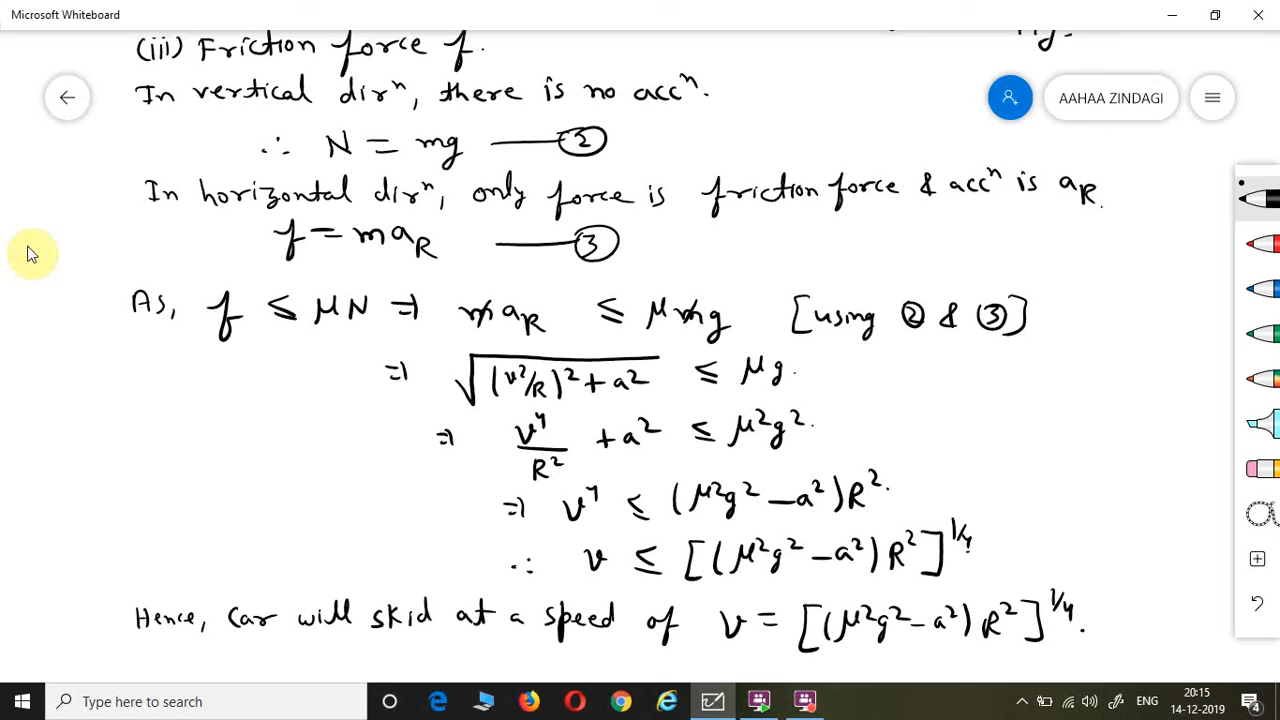 Microsoft Whiteboard
(iii) Friction force f.
In vertical dirⁿ, there is no accⁿ.
AAHAA ZINDAGI
∴ N = mg —— ②
In horizontal dirⁿ, only force is friction force & accⁿ is a_R.
f = ma_R —— ③
As, f ≤ μN ⇒ ma_R ≤ μmg [using ② & ③]
⇒ √((v²/R)² + a²) ≤ μg.
⇒ v⁴/R² + a² ≤ μ²g².
⇒ v⁴ ≤ (μ²g² – a²)R².
∴ v ≤ [(μ²g² – a²)R²]^1/4.
Hence, car will skid at a speed of v = [(μ²g² – a²)R²]^1/4.
Type here to search
ENG
20:15
14-12-2019
4